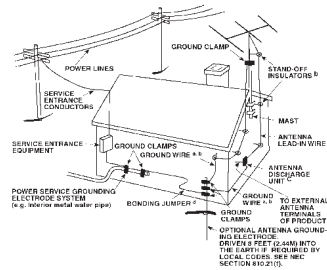 GROUND CLAMP
POWER LINES
STAND-OFF
INSULATORS b
SERVICE
ENTRANCE
CONDUCTORS
MAST
ANTENNA
LEAD-IN WIRE
SERVICE ENTRANCE
EQUIPMENT
GROUND CLAMPS
GROUND WIRE a, b
ANTENNA
DISCHARGE
UNIT c
POWER SERVICE GROUNDING
ELECTRODE SYSTEM
(e.g. interior metal water pipe)
BONDING JUMPER d
GROUND
WIRE a, b
GROUND
CLAMPS
TO EXTERNAL
ANTENNA
TERMINALS
OF PRODUCT
OPTIONAL ANTENNA GROUND-
ING ELECTRODE.
DRIVEN 8 FEET (2.44M) INTO
THE EARTH IF REQUIRED BY
LOCAL CODES. SEE NEC
SECTION 810.21(f).